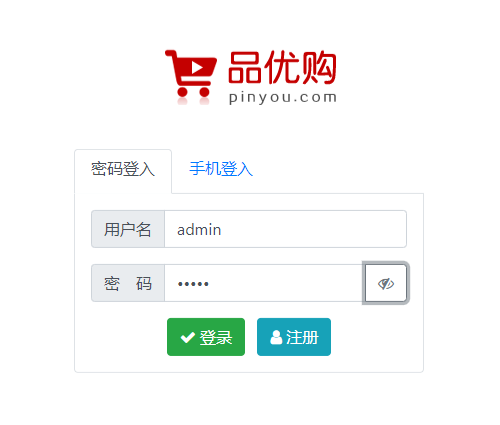 品优购
pinyou.com
密码登入 手机登入
用户名 admin
密 码 •••••
登录 注册